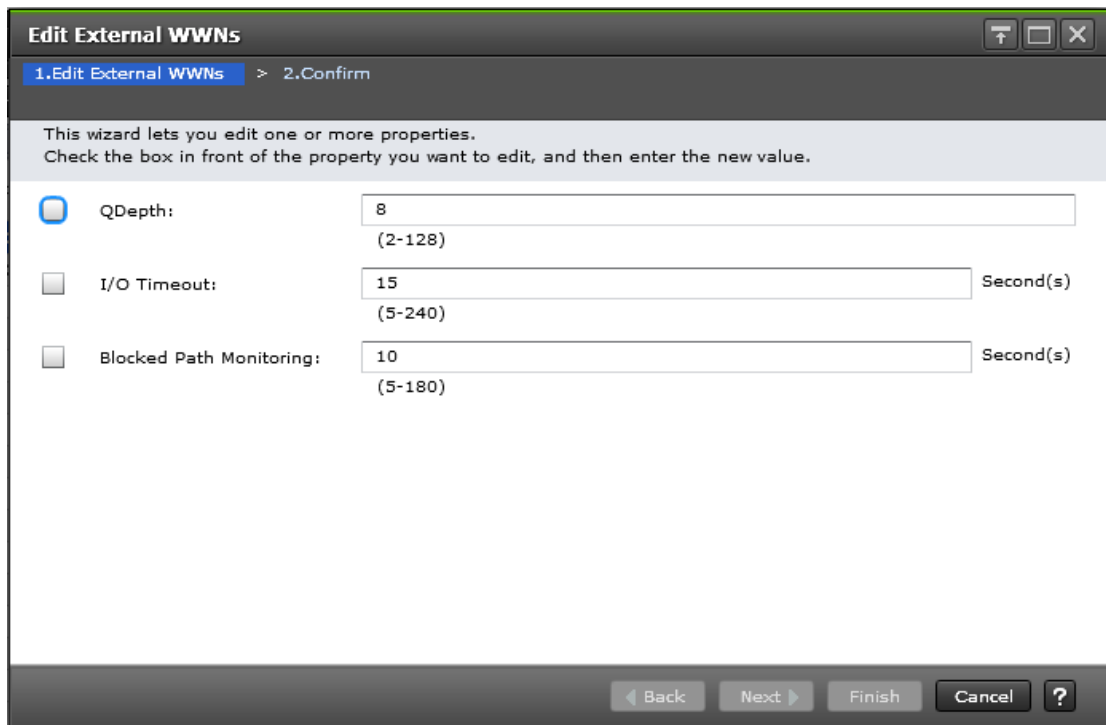 Edit External WWNs
1.Edit External WWNs > 2.Confirm
This wizard lets you edit one or more properties.
Check the box in front of the property you want to edit, and then enter the new value.
QDepth: 8
(2-128)
I/O Timeout: 15 Second(s)
(5-240)
Blocked Path Monitoring: 10 Second(s)
(5-180)
Back Next Finish Cancel ?